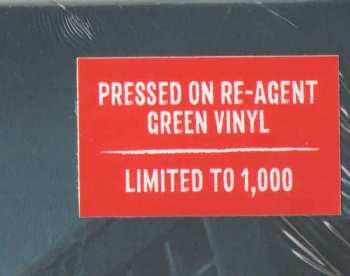 PRESSED ON RE-AGENT
GREEN VINYL
LIMITED TO 1,000